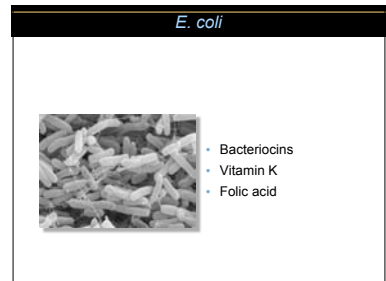 E. coli
• Bacteriocins
• Vitamin K
• Folic acid